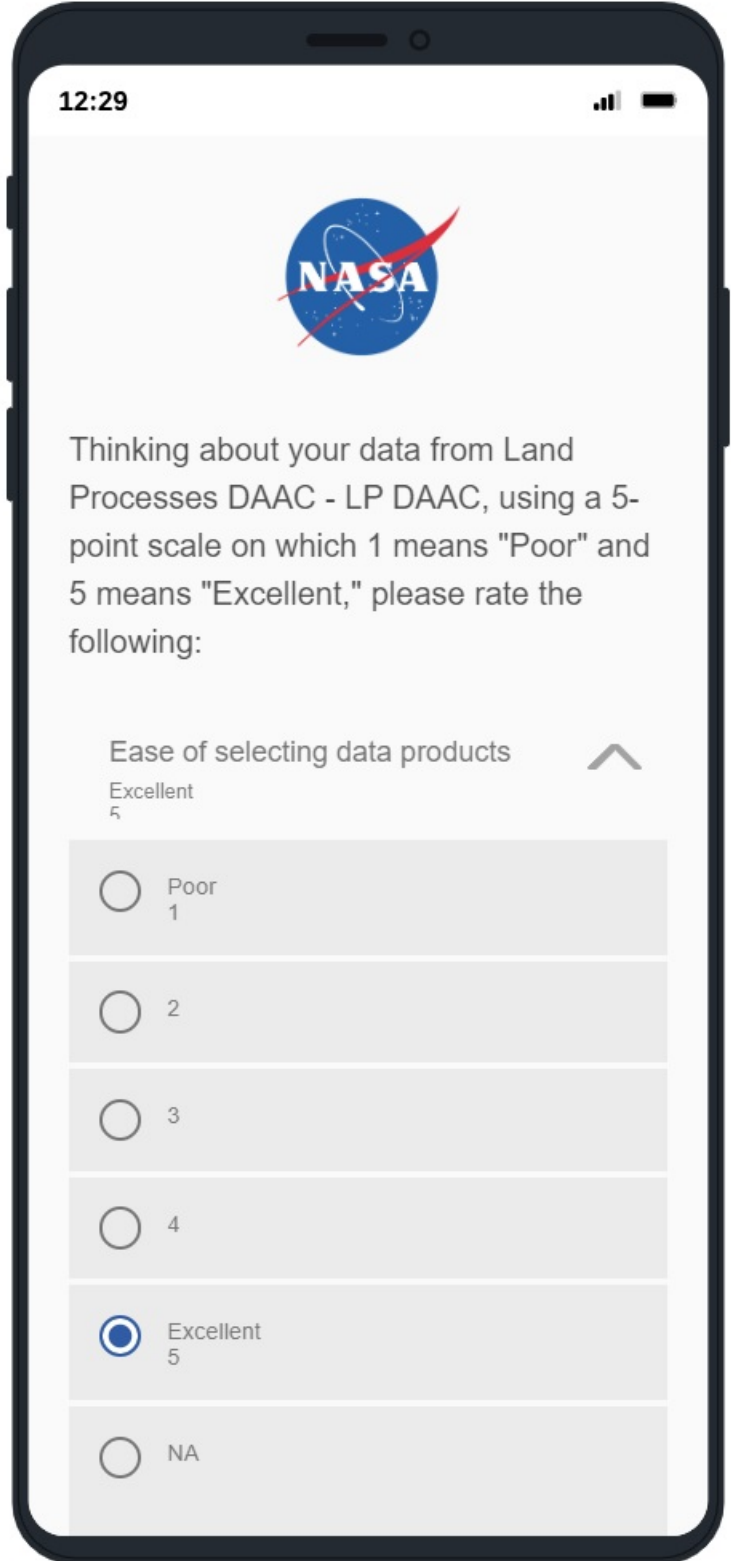 12:29
NASA
Thinking about your data from Land
Processes DAAC - LP DAAC, using a 5-
point scale on which 1 means "Poor" and
5 means "Excellent," please rate the
following:
Ease of selecting data products
Excellent
5
Poor
1
2
3
4
Excellent
5
NA